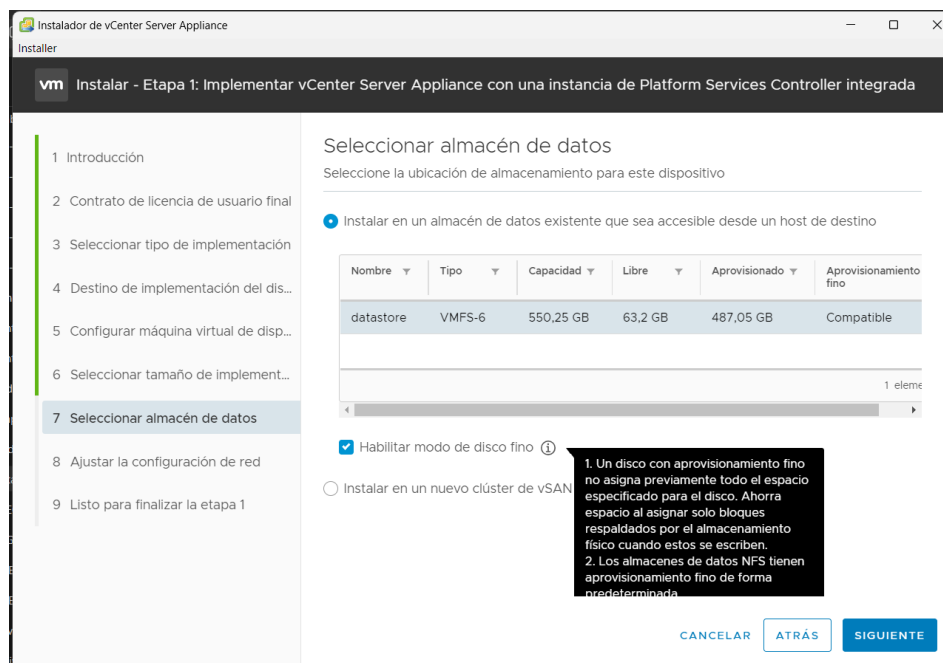 Instalador de vCenter Server Appliance
Installer
vm Instalar - Etapa 1: Implementar vCenter Server Appliance con una instancia de Platform Services Controller integrada
1 Introducción
2 Contrato de licencia de usuario final
3 Seleccionar tipo de implementación
4 Destino de implementación del dis...
5 Configurar máquina virtual de disp...
6 Seleccionar tamaño de implement...
7 Seleccionar almacén de datos
8 Ajustar la configuración de red
9 Listo para finalizar la etapa 1
Seleccionar almacén de datos
Seleccione la ubicación de almacenamiento para este dispositivo
Instalar en un almacén de datos existente que sea accesible desde un host de destino
Nombre Tipo Capacidad Libre Aprovisionado Aprovisionamiento
fino
datastore VMFS-6 550,25 GB 63,2 GB 487,05 GB Compatible
1 eleme
Habilitar modo de disco fino
Instalar en un nuevo clúster de vSAN
1. Un disco con aprovisionamiento fino
no asigna previamente todo el espacio
especificado para el disco. Ahorra
espacio al asignar solo bloques
respaldados por el almacenamiento
físico cuando estos se escriben.
2. Los almacenes de datos NFS tienen
aprovisionamiento fino de forma
predeterminada
CANCELAR ATRÁS SIGUIENTE